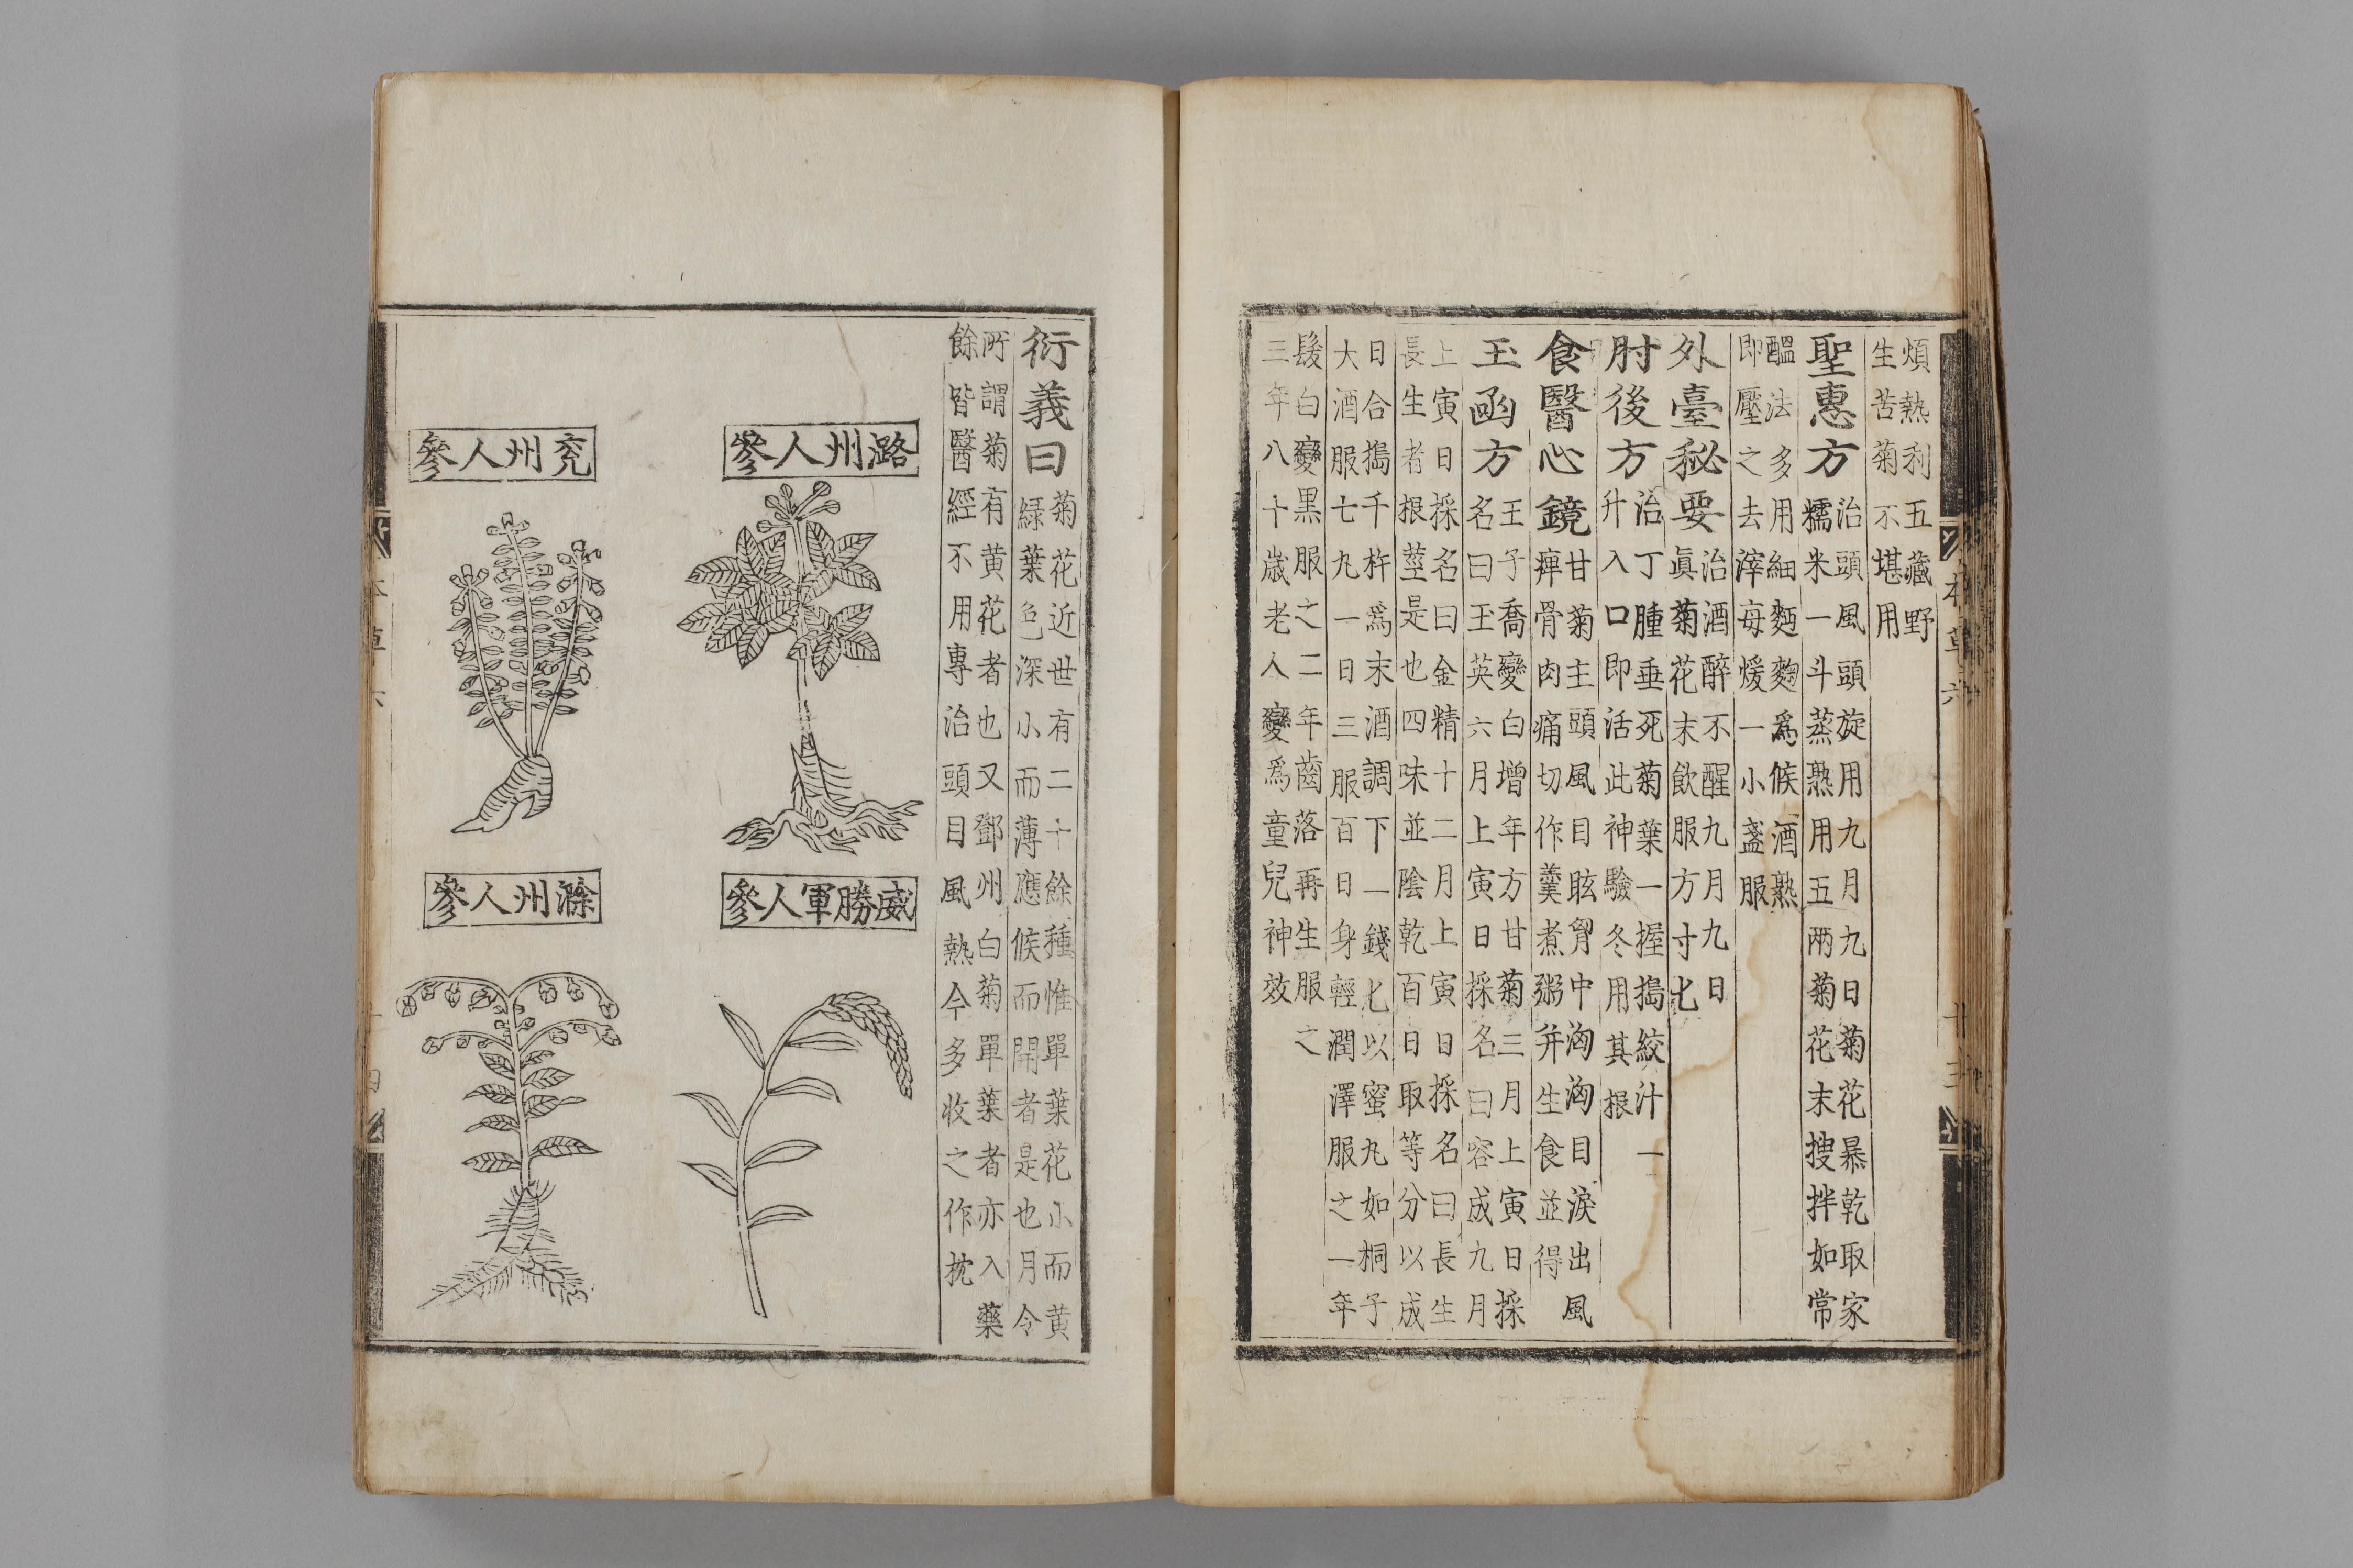 煩熱利五藏野
生苦菊不堪用
聖惠方
治頭風頭旋用九月九日菊花暴乾取家
糯米一斗蒸熟用五兩菊花末搜拌如常
醖法多用細麪麴爲候酒熟
即壓之去滓每煖一小盞服
外臺秘要
治酒醉不醒九月九日
眞菊花末飲服方寸匕
肘後方
治丁腫垂死菊葉一握搗絞汁一
升入口即活此神驗冬用其根
食醫心鏡
甘菊主頭風目眩胷中洶洶目淚出風
痺骨肉痛切作羹煮粥并生食並得
玉函方
王子喬變白增年方甘菊三月上寅日採
名曰王英六月上寅日採名曰容成九月
上寅日採名曰金精十二月上寅日採名曰長生
長生者根莖是也四味並陰乾百日取等分以成
日合搗千杵爲末酒調下一錢匕以蜜丸如桐子
大酒服七九一日三服百日身輕潤澤服之一年
髮白變黑服之二年齒落再生服之
三年八十歲老人變爲童兒神效
本草六
十三
衍義曰
菊花近世有二十餘種惟單葉花小而黃
綠葉色深小而薄應候而開者是也月令
所謂菊有黃花者也又鄧州白菊單葉者亦入藥
餘皆醫經不用專治頭目風熱今多收之作枕
潞州人參
兖州人參
威勝軍人參
滁州人參